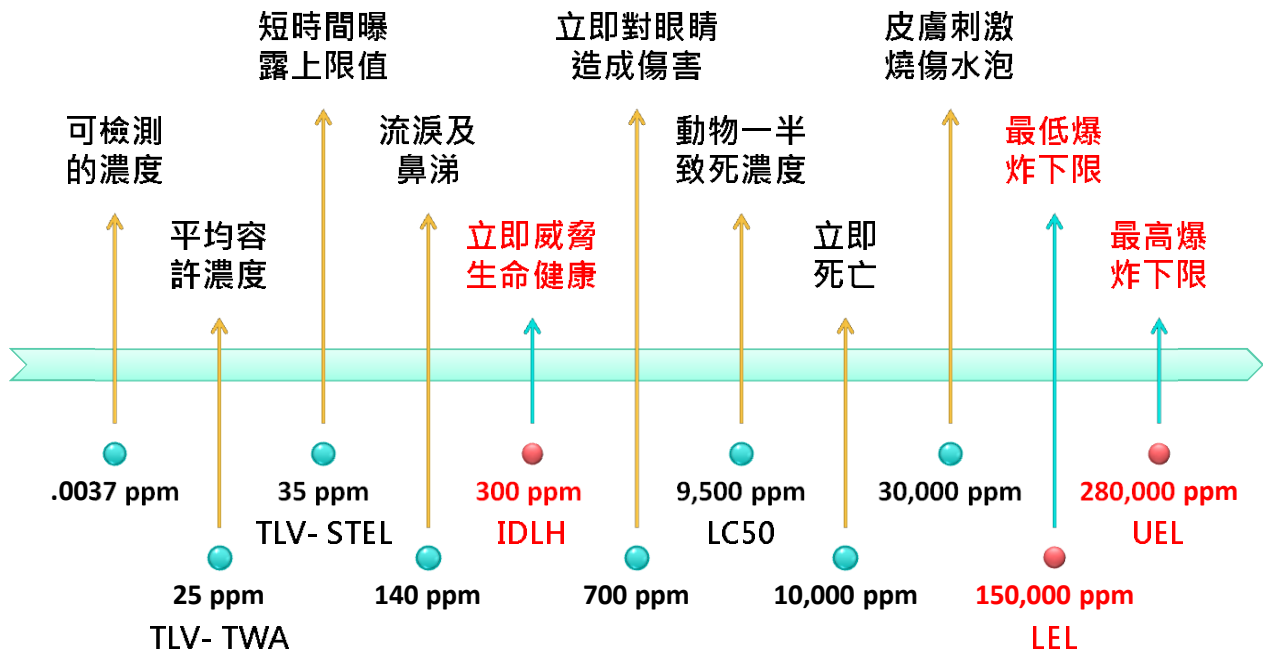 可檢測
的濃度
.0037 ppm
平均容
許濃度
25 ppm
TLV- TWA
短時間曝
露上限值
35 ppm
TLV- STEL
流淚及
鼻涕
140 ppm
立即威脅
生命健康
300 ppm
IDLH
立即對眼睛
造成傷害
700 ppm
動物一半
致死濃度
9,500 ppm
LC50
立即
死亡
10,000 ppm
皮膚刺激
燒傷水泡
30,000 ppm
最低爆
炸下限
150,000 ppm
LEL
最高爆
炸下限
280,000 ppm
UEL